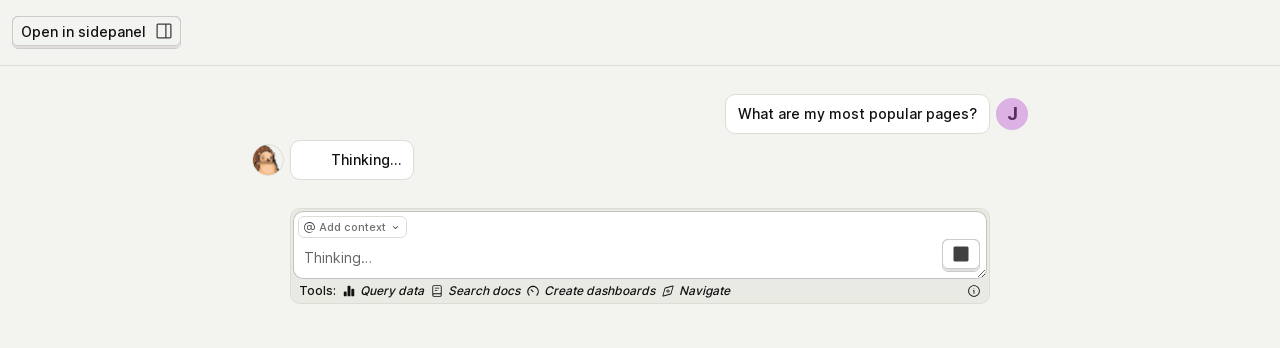 Open in sidepanel
What are my most popular pages?
J
Thinking...
@ Add context
Thinking...
Tools: Query data Search docs Create dashboards Navigate